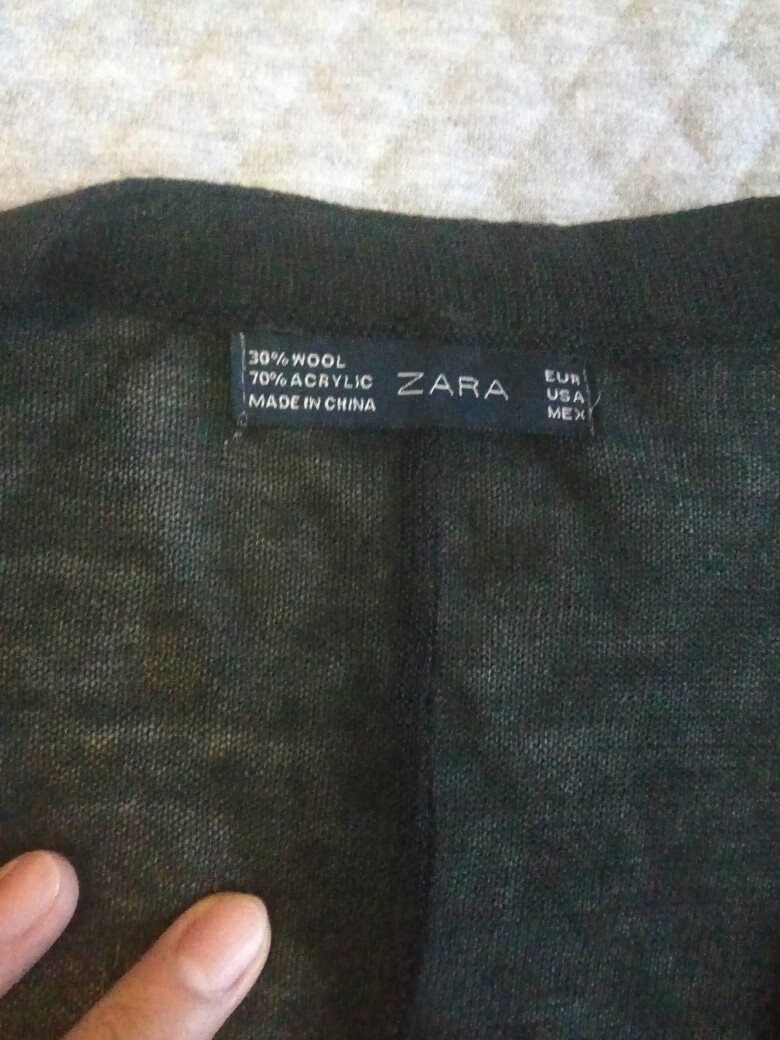 30% WOOL
70% ACRYLIC
MADE IN CHINA
ZARA
EUR
USA
MEX